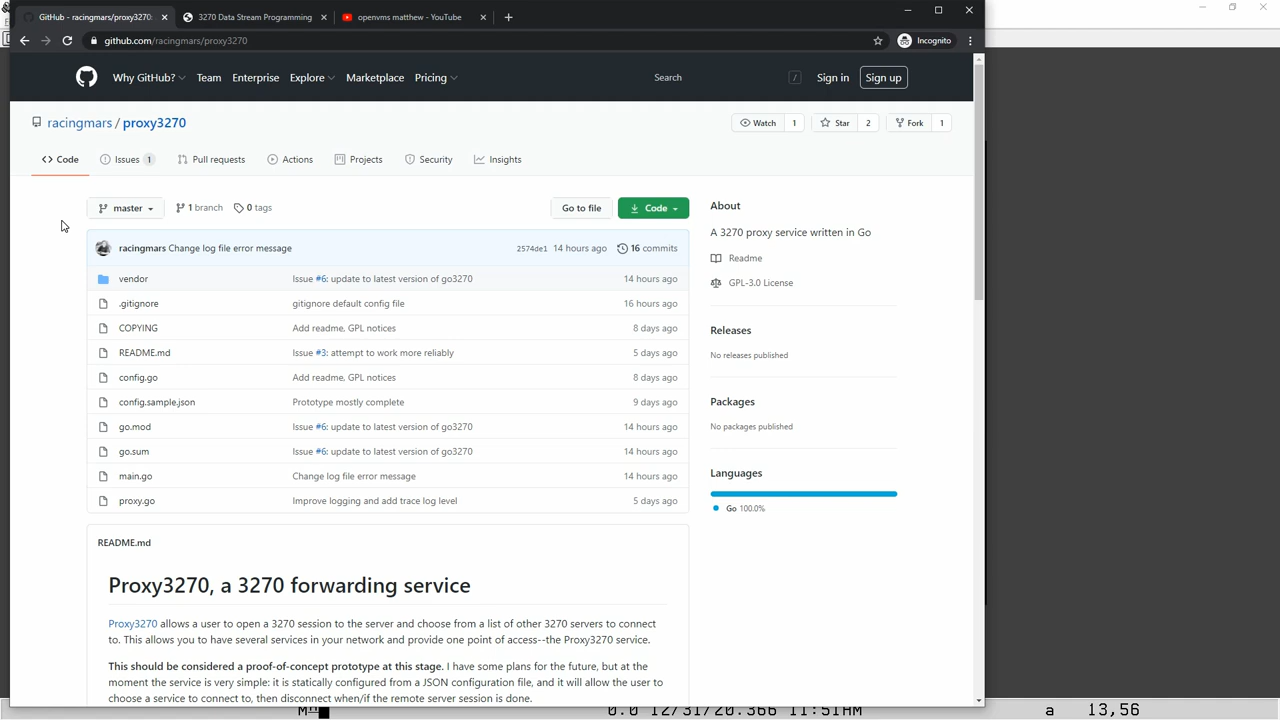 GitHub - racingmars/proxy3270:
3270 Data Stream Programming
openvms matthew - YouTube
github.com/racingmars/proxy3270
Incognito
Why GitHub?
Team
Enterprise
Explore
Marketplace
Pricing
Search
/
Sign in
Sign up
racingmars / proxy3270
Watch 1
Star 2
Fork 1
Code
Issues 1
Pull requests
Actions
Projects
Security
Insights
master
1 branch
0 tags
Go to file
Code
racingmars Change log file error message 2574de1 14 hours ago 16 commits
vendor Issue #6: update to latest version of go3270 14 hours ago
.gitignore gitignore default config file 16 hours ago
COPYING Add readme, GPL notices 8 days ago
README.md Issue #3: attempt to work more reliably 5 days ago
config.go Add readme, GPL notices 8 days ago
config.sample.json Prototype mostly complete 9 days ago
go.mod Issue #6: update to latest version of go3270 14 hours ago
go.sum Issue #6: update to latest version of go3270 14 hours ago
main.go Change log file error message 14 hours ago
proxy.go Improve logging and add trace log level 5 days ago
README.md
Proxy3270, a 3270 forwarding service
Proxy3270 allows a user to open a 3270 session to the server and choose from a list of other 3270 servers to connect
to. This allows you to have several services in your network and provide one point of access--the Proxy3270 service.
This should be considered a proof-of-concept prototype at this stage. I have some plans for the future, but at the
moment the service is very simple: it is statically configured from a JSON configuration file, and it will allow the user to
choose a service to connect to, then disconnect when/if the remote server session is done.
About
A 3270 proxy service written in Go
Readme
GPL-3.0 License
Releases
No releases published
Packages
No packages published
Languages
Go 100.0%
0.0 12/31/20.366 11:51AM
a 13,56